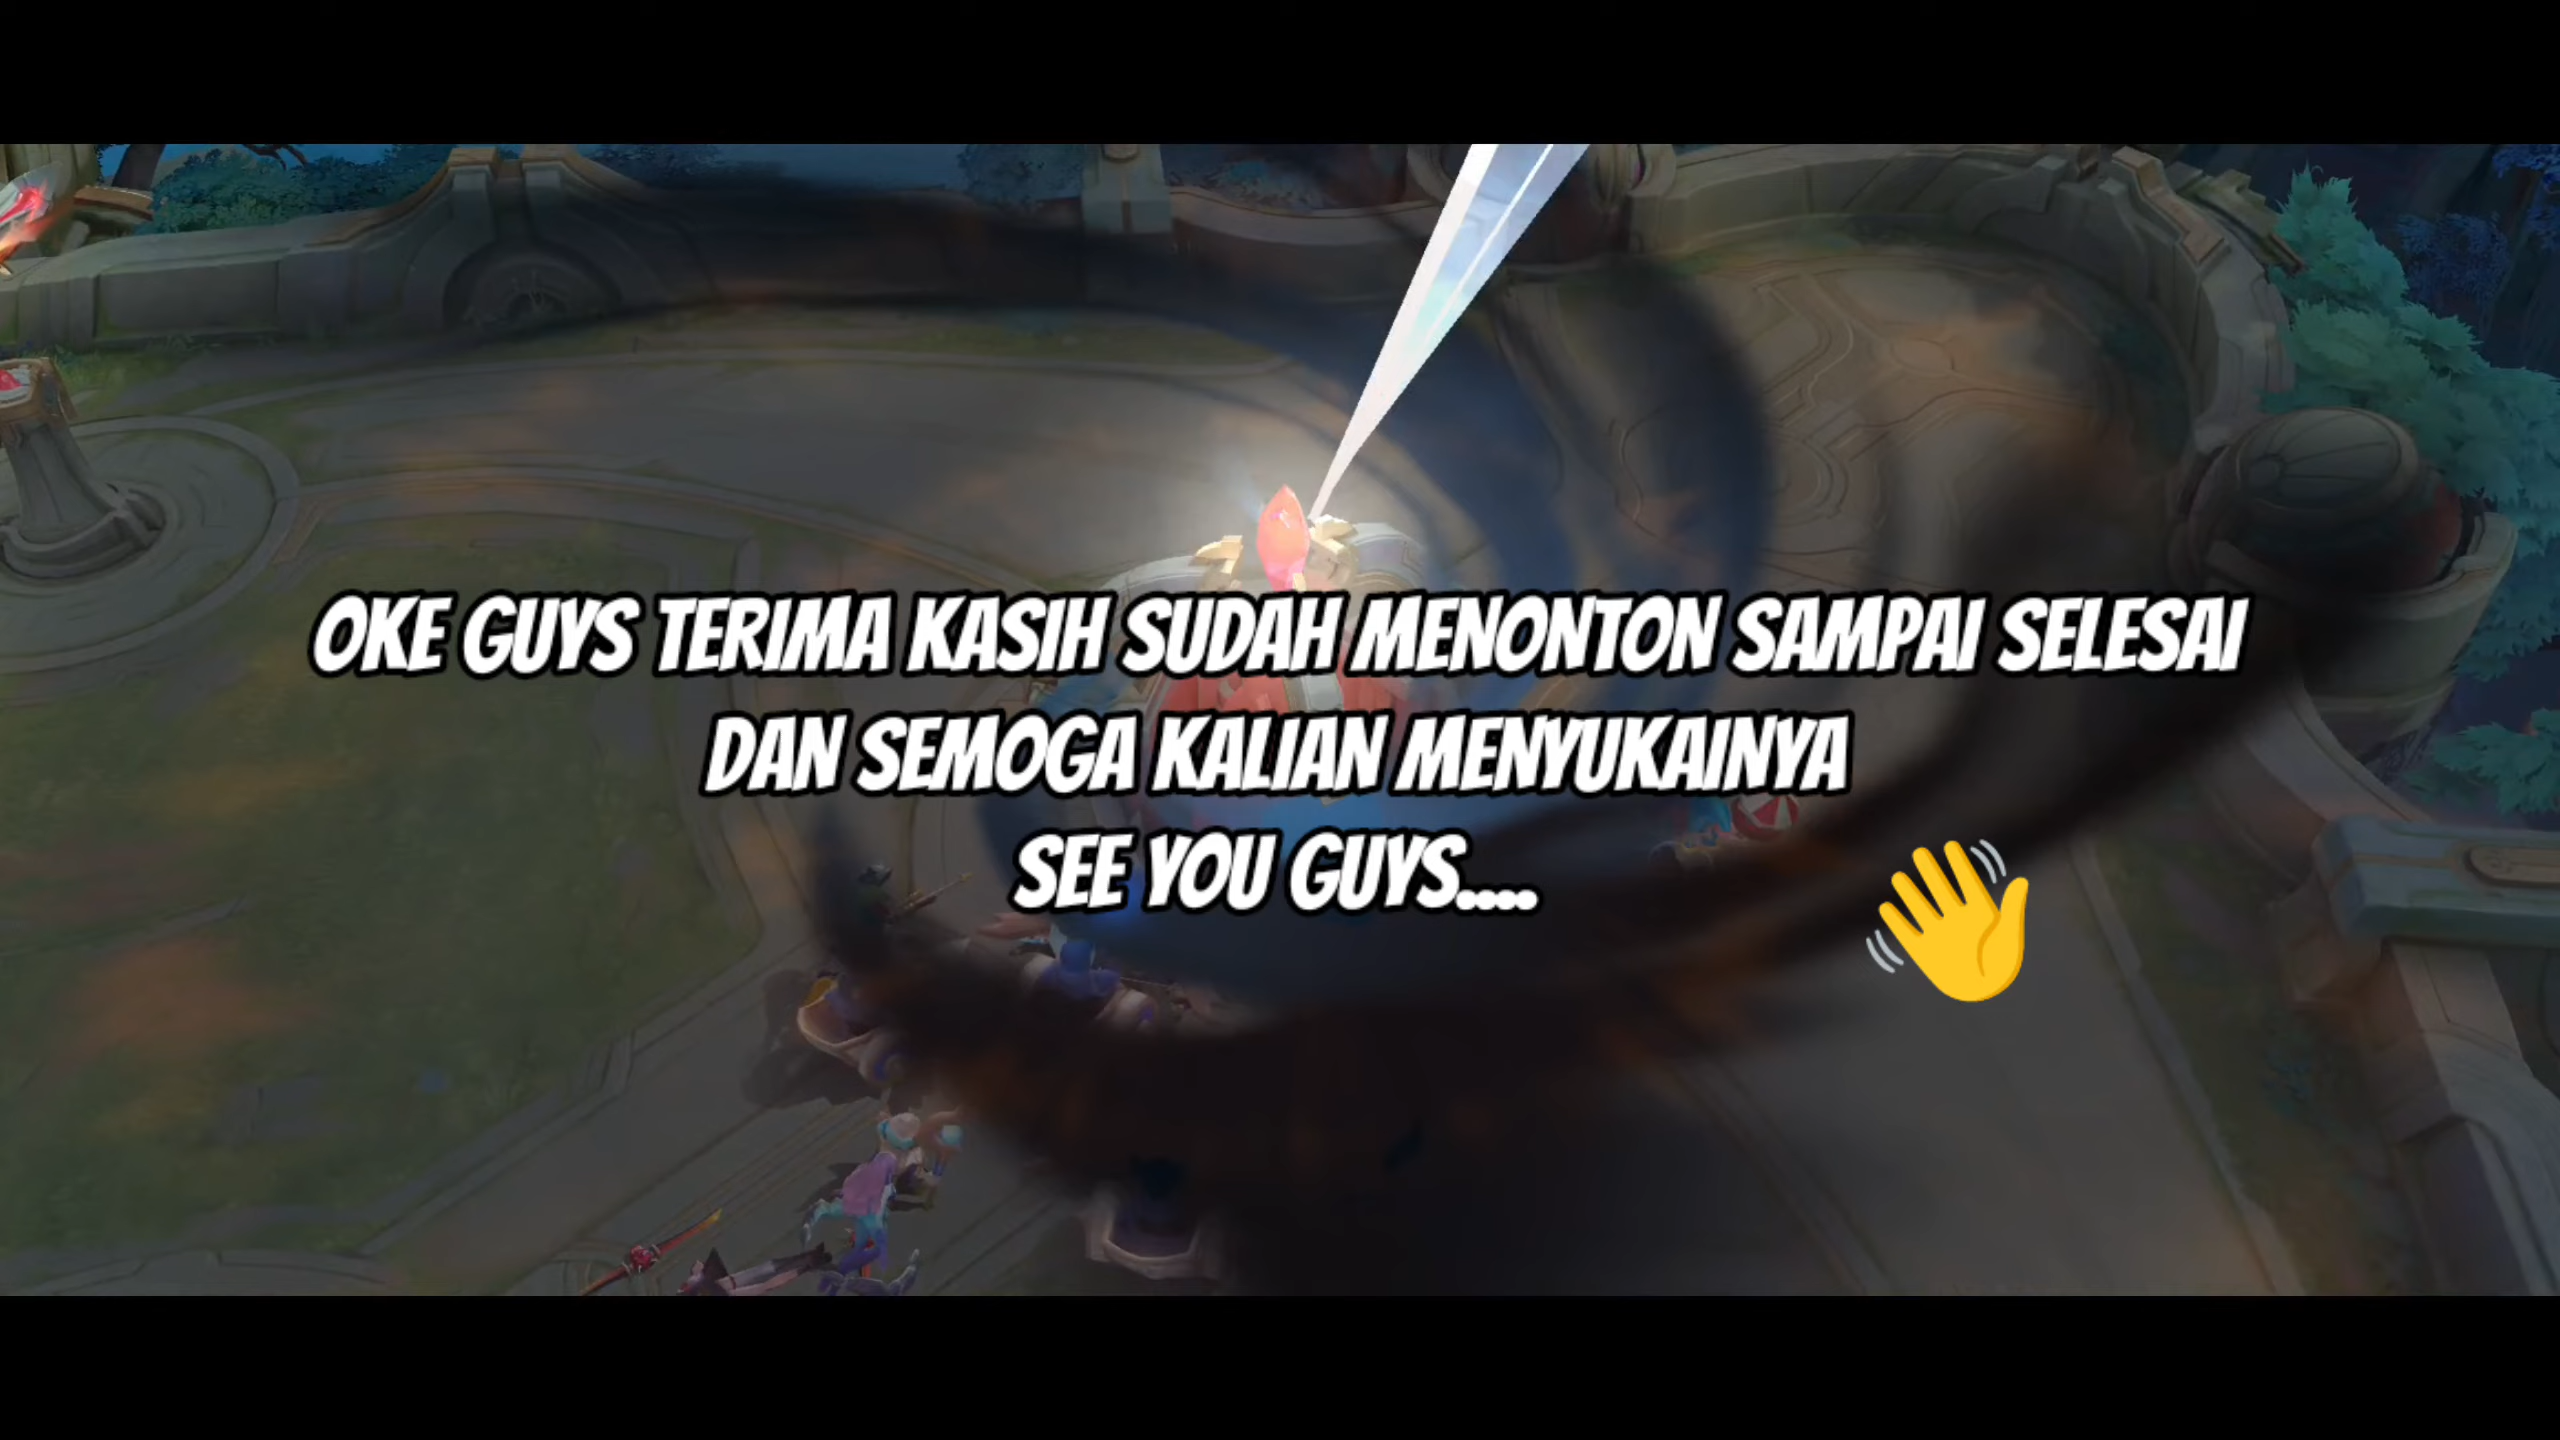 OKE GUYS TERIMA KASIH SUDAH MENONTON SAMPAI SELESAI
DAN SEMOGA KALIAN MENYUKAINYA
SEE YOU GUYS....